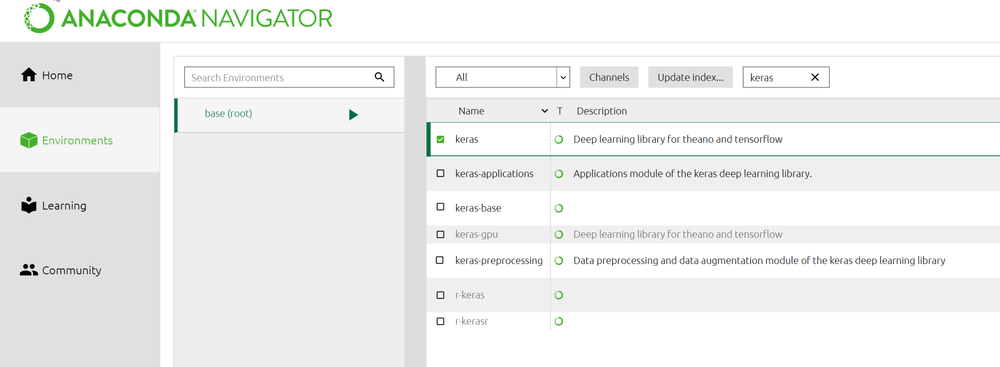 ANACONDA® NAVIGATOR
Home
Environments
Learning
Community
Search Environments
base (root)
All
Channels
Update index...
keras
Name T Description
keras Deep learning library for theano and tensorflow
keras-applications Applications module of the keras deep learning library.
keras-base
keras-gpu Deep learning library for theano and tensorflow
keras-preprocessing Data preprocessing and data augmentation module of the keras deep learning library
r-keras
r-kerasr